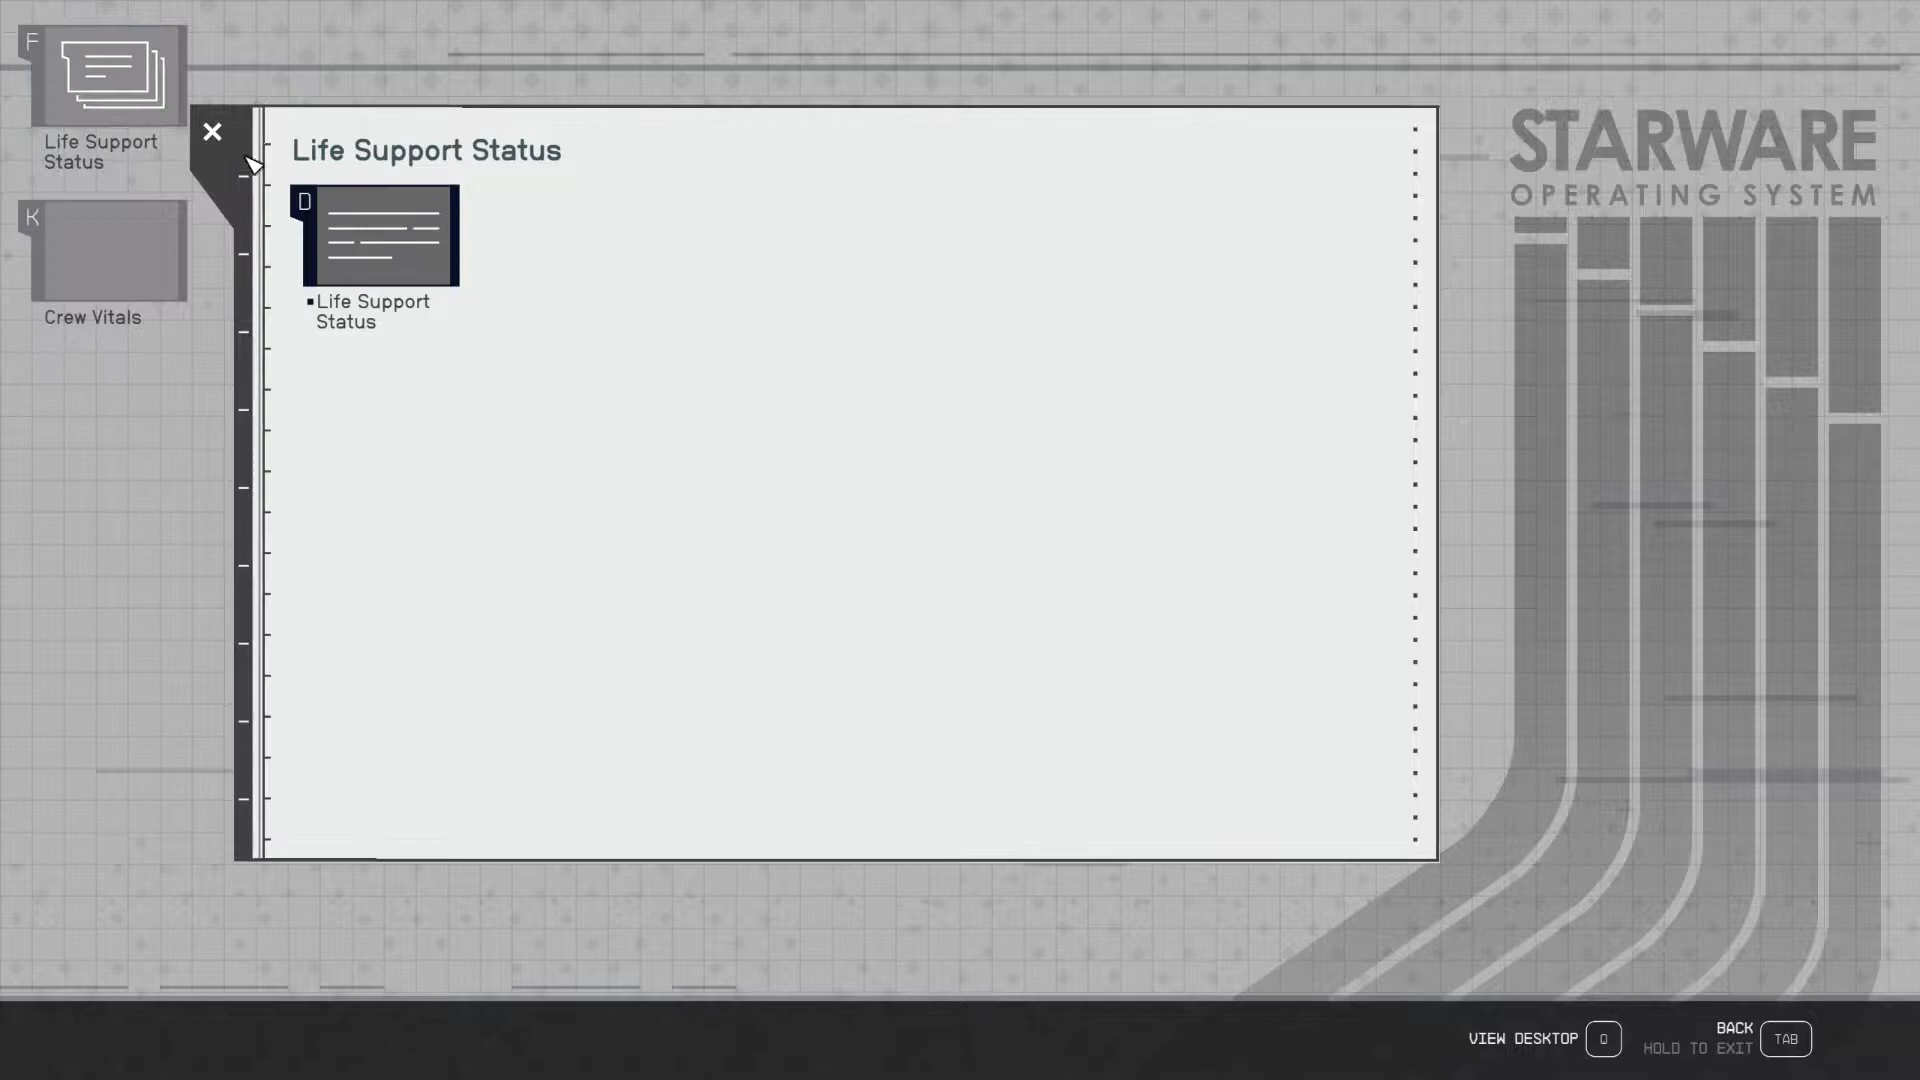 F
Life Support
Status
K
Crew Vitals
Life Support Status
D
Life Support
Status
STARWARE
OPERATING SYSTEM
VIEW DESKTOP Q
BACK
HOLD TO EXIT
TAB